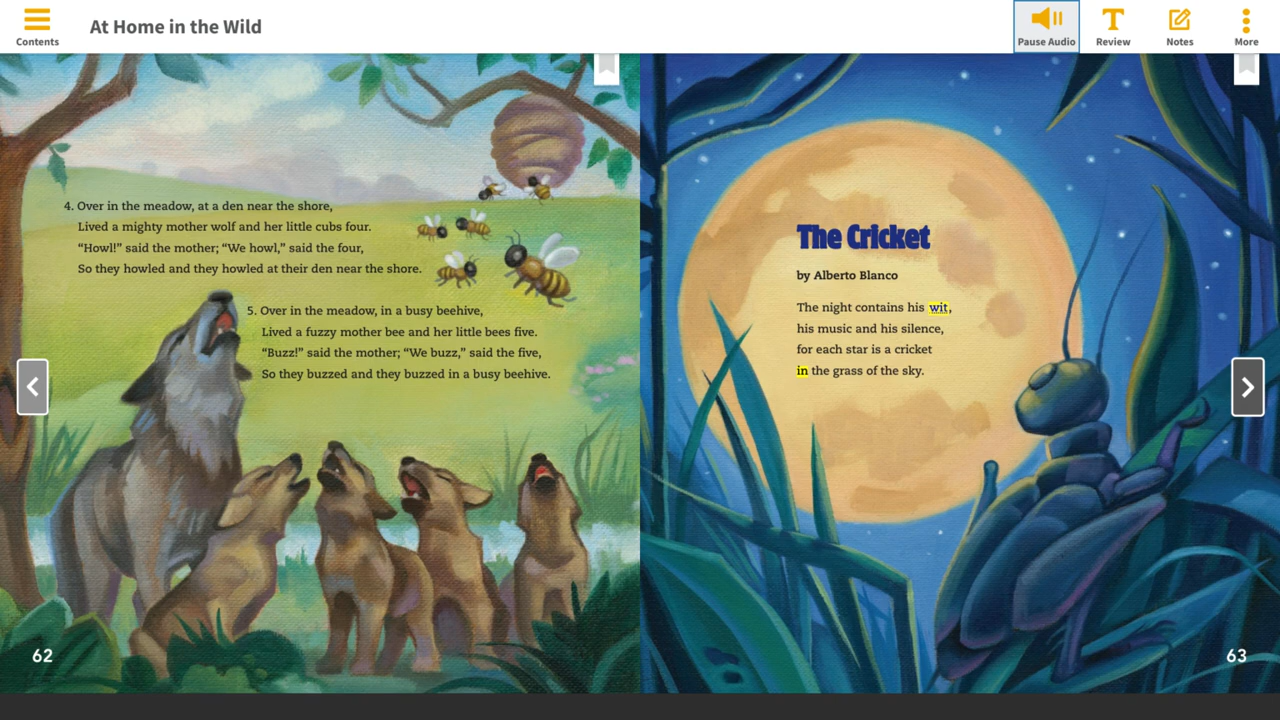 At Home in the Wild
Contents
Pause Audio
Review
Notes
More
4. Over in the meadow, at a den near the shore,
Lived a mighty mother wolf and her little cubs four.
“Howl!” said the mother; “We howl,” said the four,
So they howled and they howled at their den near the shore.
5. Over in the meadow, in a busy beehive,
Lived a fuzzy mother bee and her little bees five.
“Buzz!” said the mother; “We buzz,” said the five,
So they buzzed and they buzzed in a busy beehive.
62
The Cricket
by Alberto Blanco
The night contains his wit,
his music and his silence,
for each star is a cricket
in the grass of the sky.
63